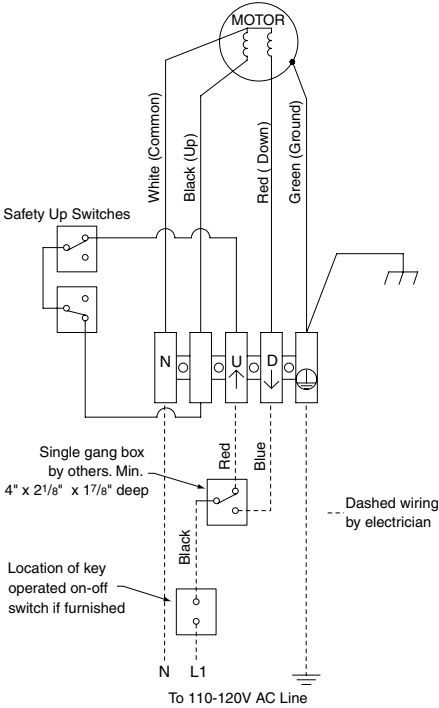 MOTOR
White (Common)
Black (Up)
Red ( Down)
Green (Ground)
Safety Up Switches
N
U
D
Single gang box
by others. Min.
4" x 21/8" x 17/8" deep
Red
Blue
Dashed wiring
by electrician
Black
Location of key
operated on-off
switch if furnished
N L1
To 110-120V AC Line